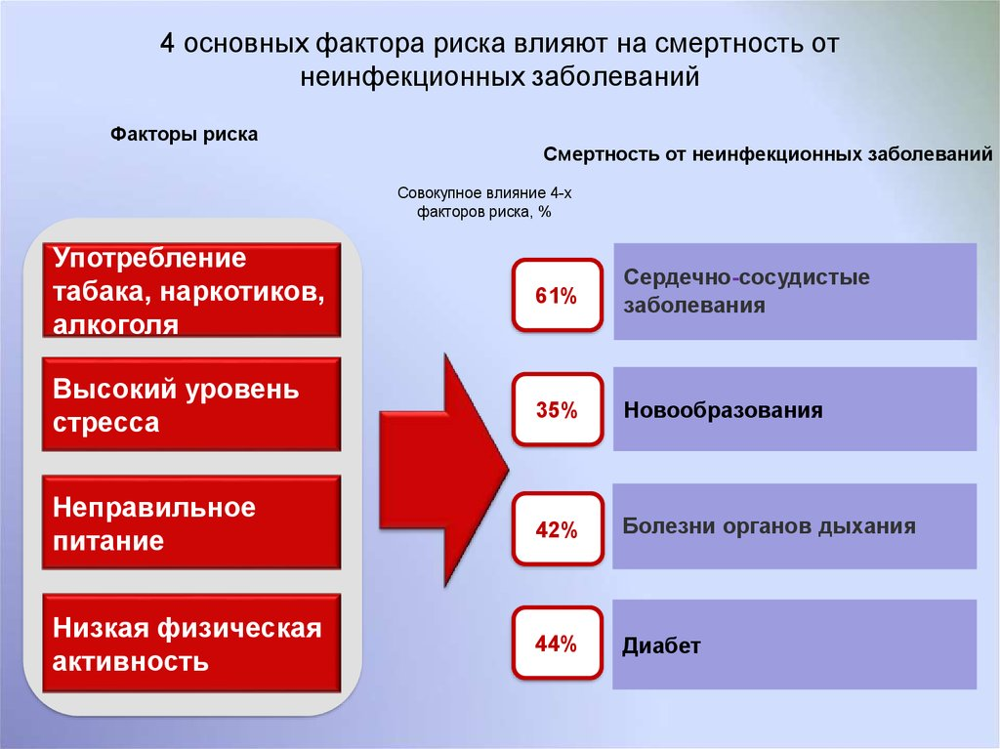 4 основных фактора риска влияют на смертность от
неинфекционных заболеваний
Факторы риска
Смертность от неинфекционных заболеваний
Совокупное влияние 4-х
факторов риска, %
Употребление
табака, наркотиков,
алкоголя
Высокий уровень
стресса
Неправильное
питание
Низкая физическая
активность
61%
Сердечно-сосудистые
заболевания
35%
Новообразования
42%
Болезни органов дыхания
44%
Диабет